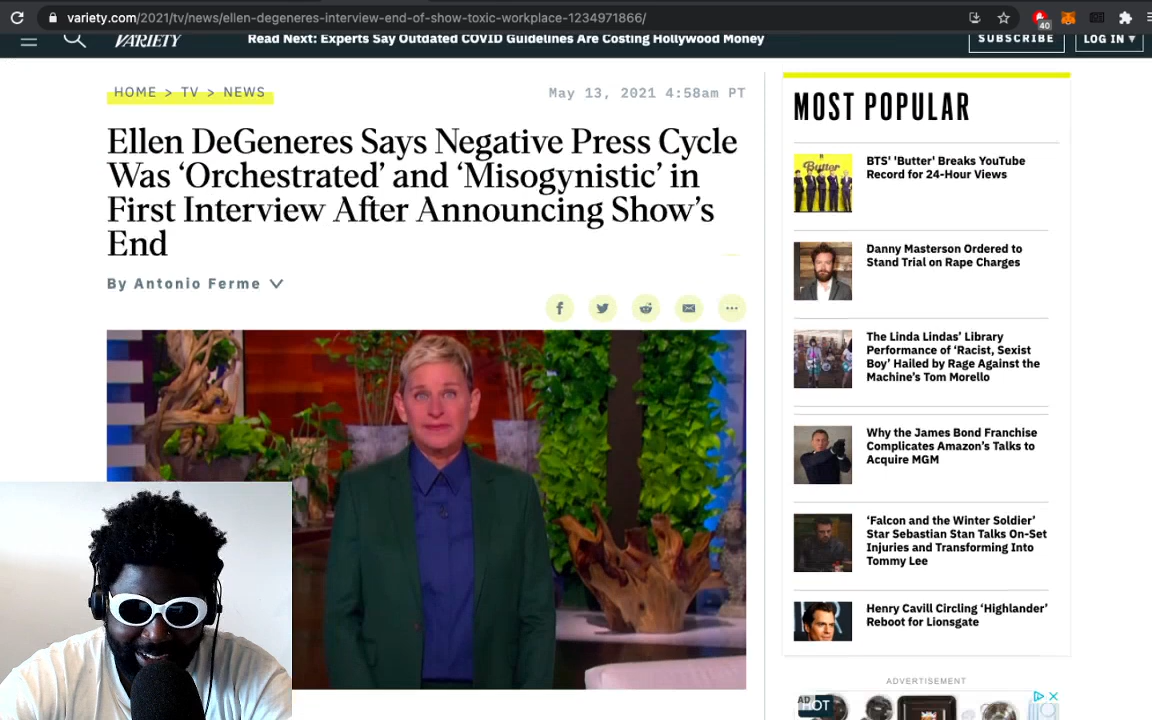 variety.com/2021/tv/news/ellen-degeneres-interview-end-of-show-toxic-workplace-1234971866/
40
VARIETY
Read Next: Experts Say Outdated COVID Guidelines Are Costing Hollywood Money
SUBSCRIBE
LOG IN ▾
HOME > TV > NEWS
May 13, 2021 4:58am PT
Ellen DeGeneres Says Negative Press Cycle
Was ‘Orchestrated’ and ‘Misogynistic’ in
First Interview After Announcing Show’s
End
By Antonio Ferme
MOST POPULAR
Butter
BTS' 'Butter' Breaks YouTube
Record for 24-Hour Views
Danny Masterson Ordered to
Stand Trial on Rape Charges
The Linda Lindas’ Library
Performance of ‘Racist, Sexist
Boy’ Hailed by Rage Against the
Machine’s Tom Morello
Why the James Bond Franchise
Complicates Amazon’s Talks to
Acquire MGM
‘Falcon and the Winter Soldier’
Star Sebastian Stan Talks On-Set
Injuries and Transforming Into
Tommy Lee
Henry Cavill Circling ‘Highlander’
Reboot for Lionsgate
ADVERTISEMENT
AD
HOT